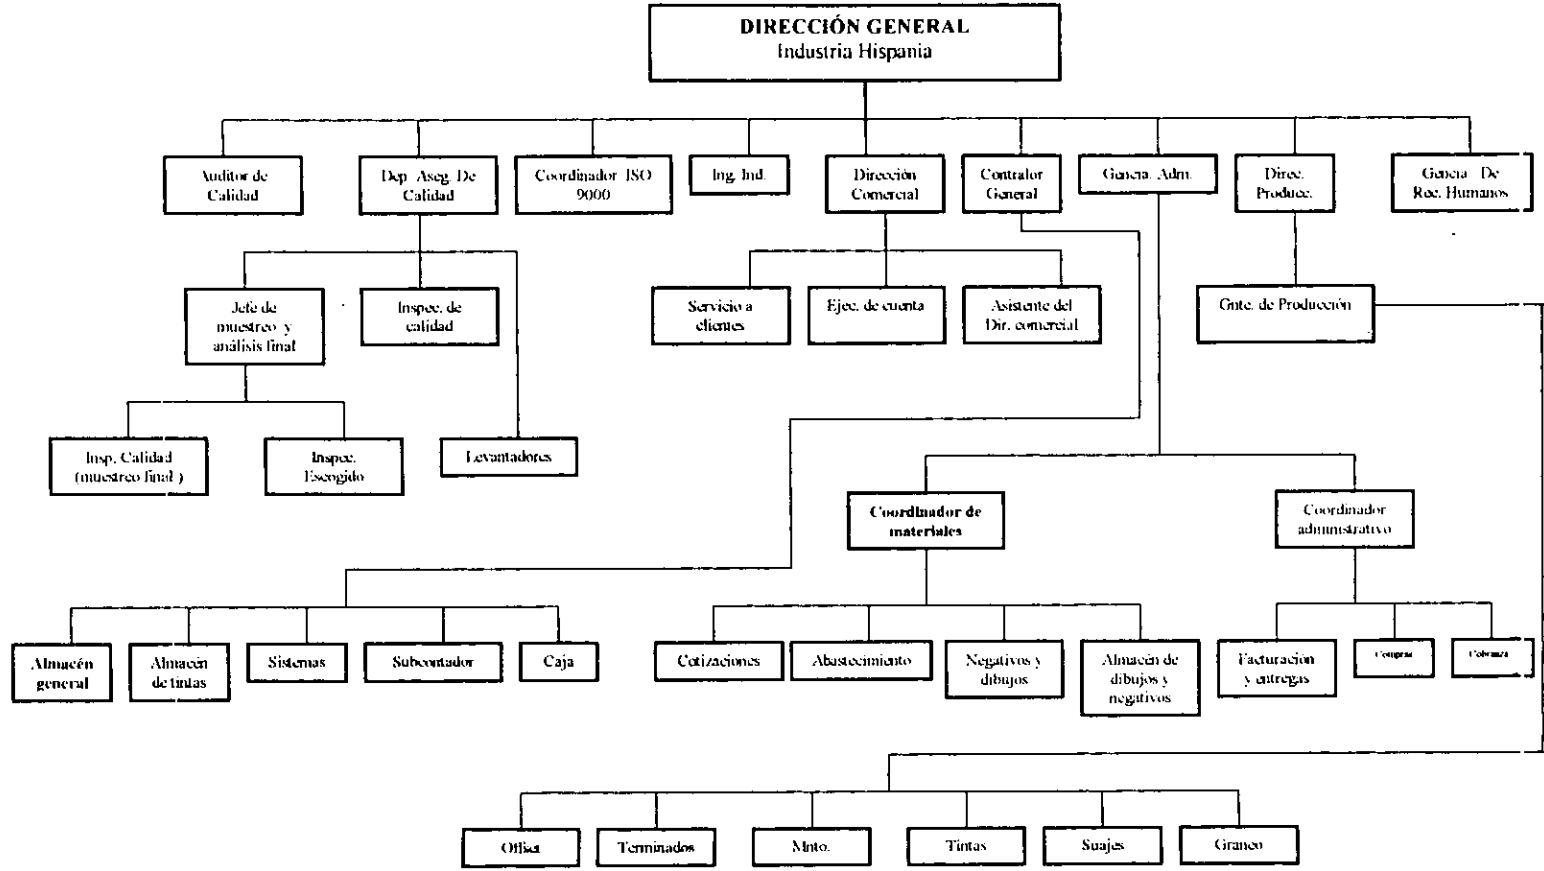 DIRECCIÓN GENERAL
Industria Hispania
Auditor de
Calidad
Dep. Aseg. De
Calidad
Coordinador ISO
9000
Ing. Ind.
Dirección
Comercial
Contralor
General
Gencia. Adm.
Direc.
Producc.
Gencia De
Rec. Humanos
Jefe de
muestreo y
análisis final
Inspec. de
calidad
Servicio a
clientes
Ejec. de cuenta
Asistente del
Dir. comercial
Gnte. de Producción
Insp. Calidad
(muestreo final )
Inspec.
Escogido
Levantadores
Coordinador de
materiales
Coordinador
administrativo
Almacén
general
Almacén
de tintas
Sistemas
Subcontador
Caja
Cotizaciones
Abastecimiento
Negativos y
dibujos
Almacén de
dibujos y
negativos
Facturación
y entregas
Compras
Cobranza
Offset
Terminados
Mnto.
Tintas
Suajes